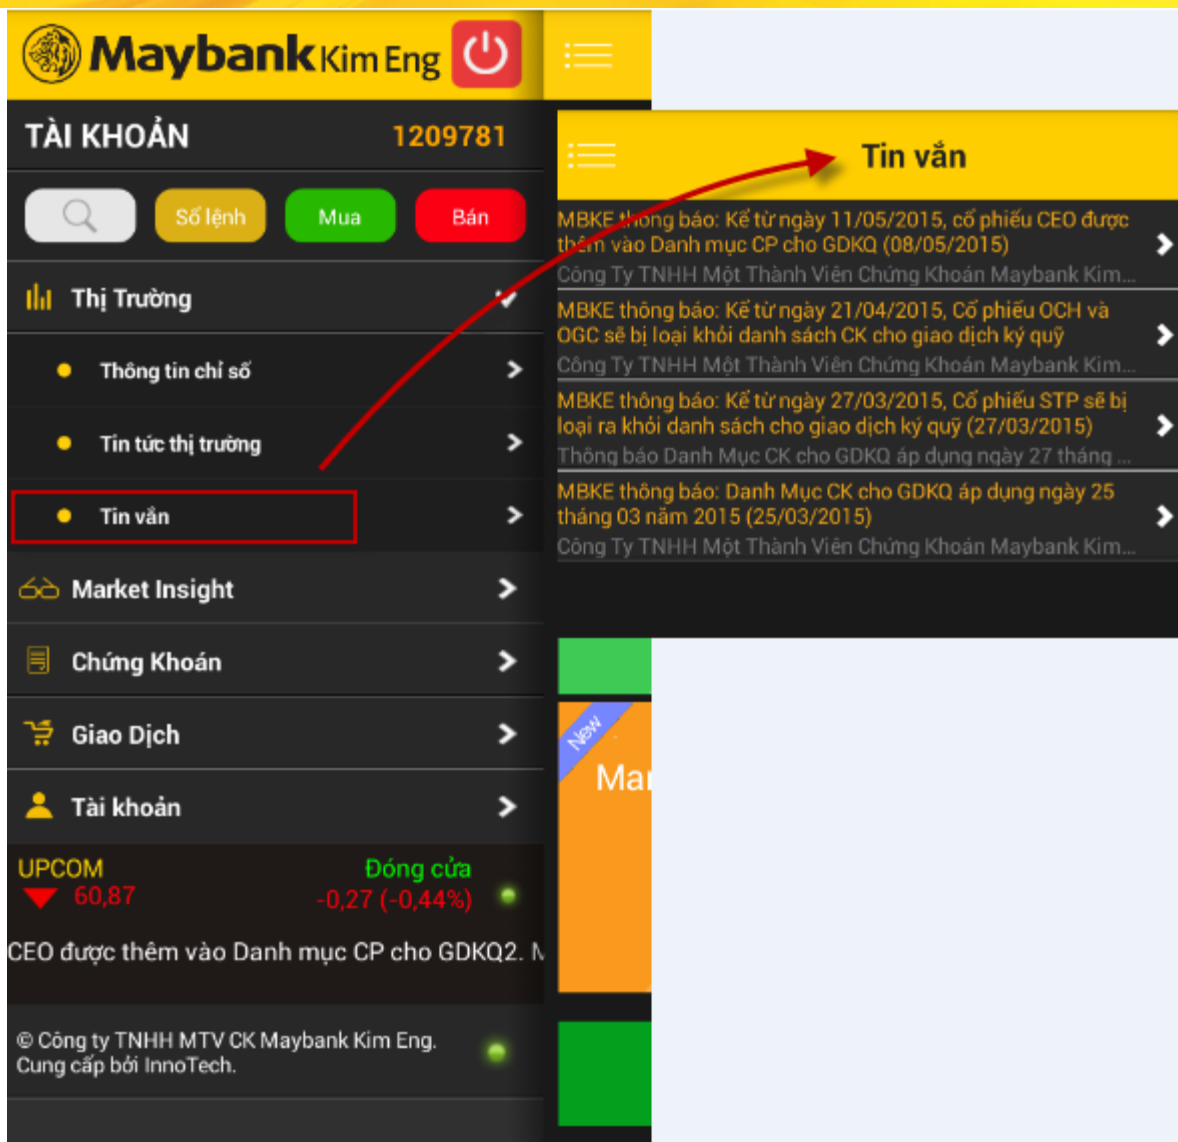 Maybank Kim Eng
TÀI KHOẢN 1209781
Sổ lệnh Mua Bán
Thị Trường
Thông tin chỉ số
Tin tức thị trường
Tin vắn
Market Insight
Chứng Khoán
Giao Dịch
Tài khoản
UPCOM Đóng cửa
60,87 -0,27 (-0,44%)
CEO được thêm vào Danh mục CP cho GDKQ2. M
© Công ty TNHH MTV CK Maybank Kim Eng.
Cung cấp bởi InnoTech.
Tin vắn
MBKE thông báo: Kể từ ngày 11/05/2015, cổ phiếu CEO được
thêm vào Danh mục CP cho GDKQ (08/05/2015)
Công Ty TNHH Một Thành Viên Chứng Khoán Maybank Kim...
MBKE thông báo: Kể từ ngày 21/04/2015, Cổ phiếu OCH và
OGC sẽ bị loại khỏi danh sách CK cho giao dịch ký quỹ
Công Ty TNHH Một Thành Viên Chứng Khoán Maybank Kim...
MBKE thông báo: Kể từ ngày 27/03/2015, Cổ phiếu STP sẽ bị
loại ra khỏi danh sách cho giao dịch ký quỹ (27/03/2015)
Thông báo Danh Mục CK cho GDKQ áp dụng ngày 27 tháng ...
MBKE thông báo: Danh Mục CK cho GDKQ áp dụng ngày 25
tháng 03 năm 2015 (25/03/2015)
Công Ty TNHH Một Thành Viên Chứng Khoán Maybank Kim...
New
Mar